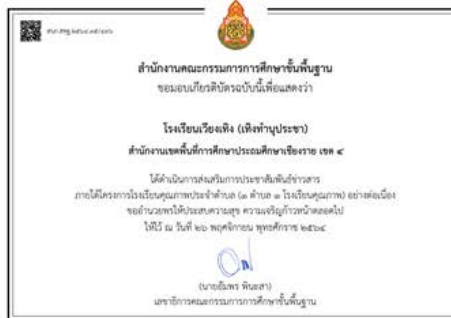 สำนักงานคณะกรรมการการศึกษาขั้นพื้นฐาน
ขอมอบเกียรติบัตรฉบับนี้เพื่อแสดงว่า
โรงเรียนเวียงเทิง (เทิงทำนุประชา)
สำนักงานเขตพื้นที่การศึกษาประถมศึกษาเชียงราย เขต ๔
ได้ดำเนินการส่งเสริมการประชาสัมพันธ์ข่าวสาร
ภายใต้โครงการโรงเรียนคุณภาพประจำตำบล (๑ ตำบล ๑ โรงเรียนคุณภาพ) อย่างต่อเนื่อง
ขออำนวยพรให้ประสบความสุข ความเจริญก้าวหน้าตลอดไป
ให้ไว้ ณ วันที่ ๒๖ พฤศจิกายน พุทธศักราช ๒๕๖๔
(นายอัมพร พินะสา)
เลขาธิการคณะกรรมการการศึกษาขั้นพื้นฐาน